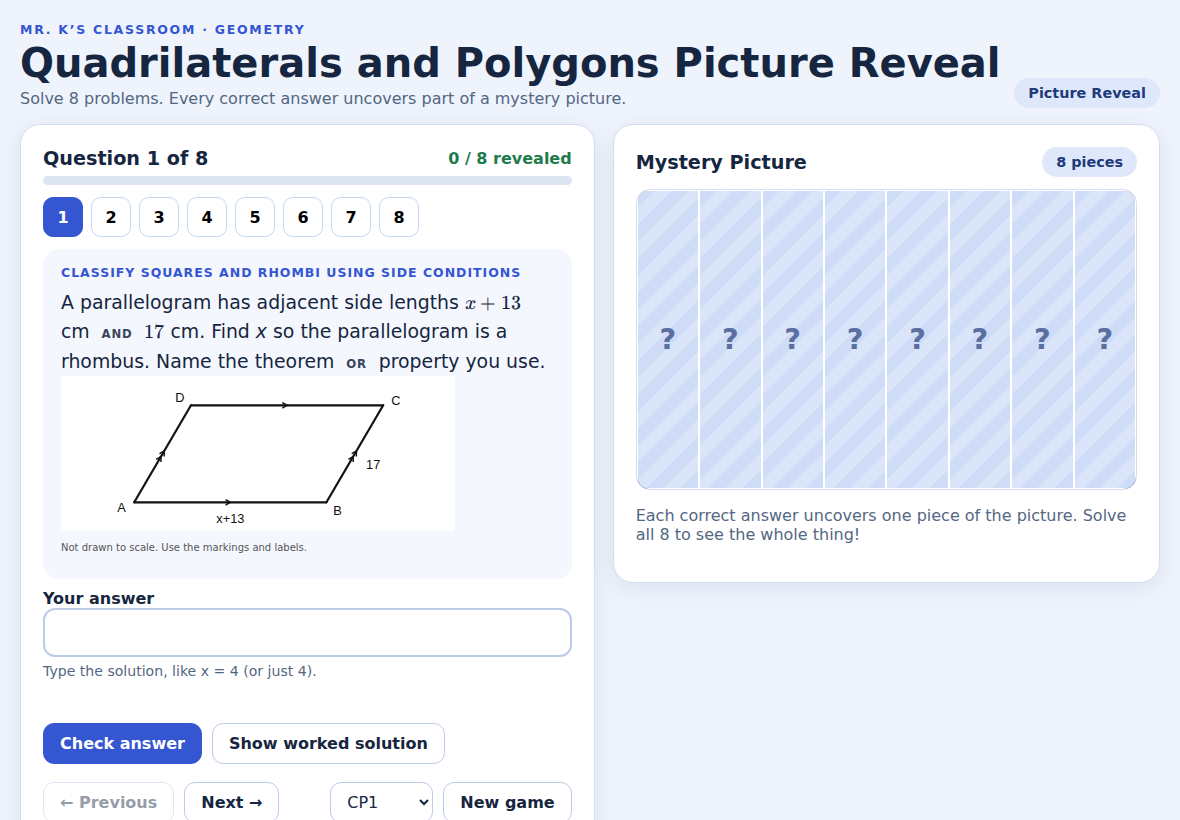 MR. K’S CLASSROOM · GEOMETRY
Quadrilaterals and Polygons Picture Reveal
Solve 8 problems. Every correct answer uncovers part of a mystery picture.
Picture Reveal
Question 1 of 8
0 / 8 revealed
1 2 3 4 5 6 7 8
CLASSIFY SQUARES AND RHOMBI USING SIDE CONDITIONS
A parallelogram has adjacent side lengths x + 13
cm AND 17 cm. Find x so the parallelogram is a
rhombus. Name the theorem OR property you use.
D
C
17
A
B
x+13
Not drawn to scale. Use the markings and labels.
Your answer
Type the solution, like x = 4 (or just 4).
Check answer
Show worked solution
← Previous
Next →
CP1
New game
Mystery Picture
8 pieces
? ? ? ? ? ? ? ?
Each correct answer uncovers one piece of the picture. Solve
all 8 to see the whole thing!